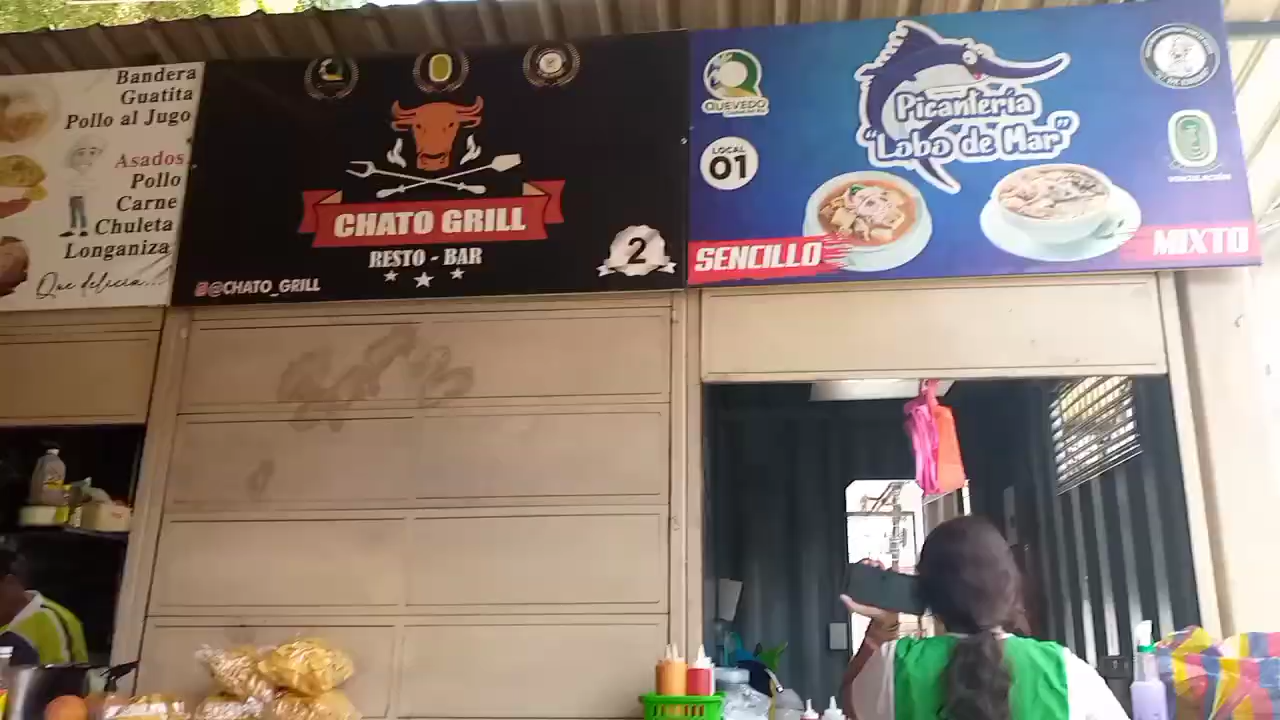 Bandera
Guatita
Pollo al Jugo
Asados
Pollo
Carne
Chuleta
Longaniza
Que delicia...
CHATO GRILL
RESTO - BAR
@CHATO_GRILL
2
QUEVEDO
LOCAL
01
Picantería
"Lobo de Mar"
VINCULACIÓN
SENCILLO
MIXTO